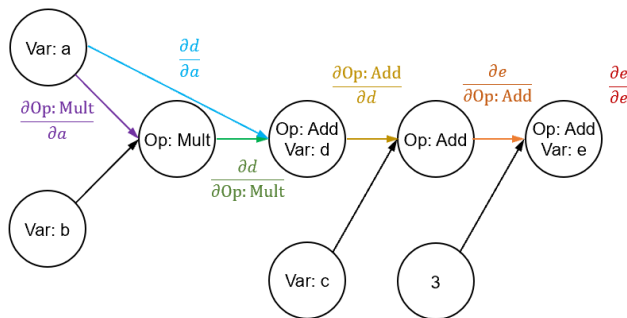 Var: a
∂d
∂a
∂Op: Mult
∂a
∂Op: Add
∂d
∂e
∂Op: Add
∂e
∂e
Op: Mult
Op: Add
Var: d
Op: Add
Op: Add
Var: e
∂d
∂Op: Mult
Var: b
Var: c
3